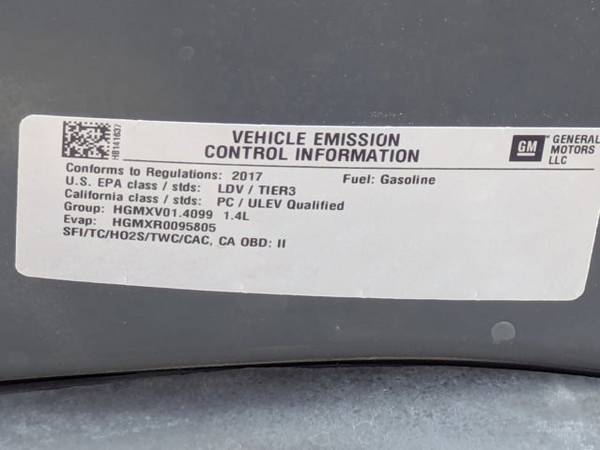 HB141637
VEHICLE EMISSION
CONTROL INFORMATION
GM
GENERAL
MOTORS
LLC
Conforms to Regulations: 2017 Fuel: Gasoline
U.S. EPA class / stds: LDV / TIER3
California class / stds: PC / ULEV Qualified
Group: HGMXV01.4099 1.4L
Evap: HGMXR0095805
SFI/TC/HO2S/TWC/CAC, CA OBD: II